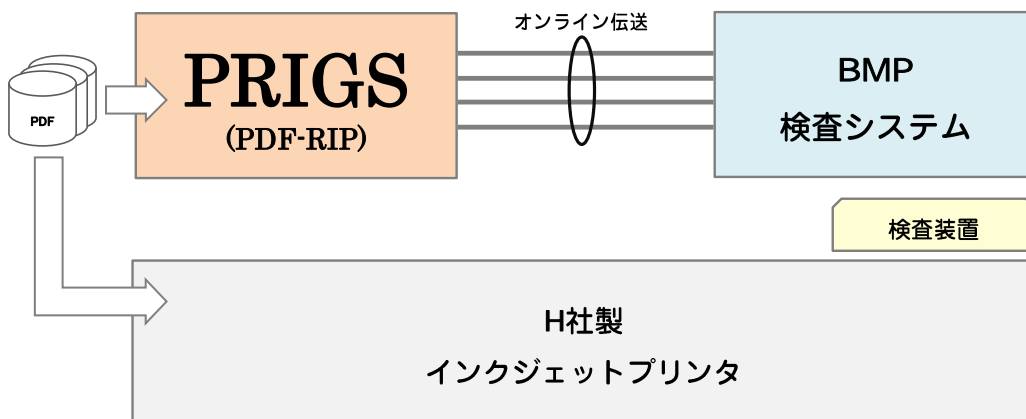 オンライン伝送
PRIGS
(PDF-RIP)
BMP
検査システム
PDF
検査装置
H社製
インクジェットプリンタ